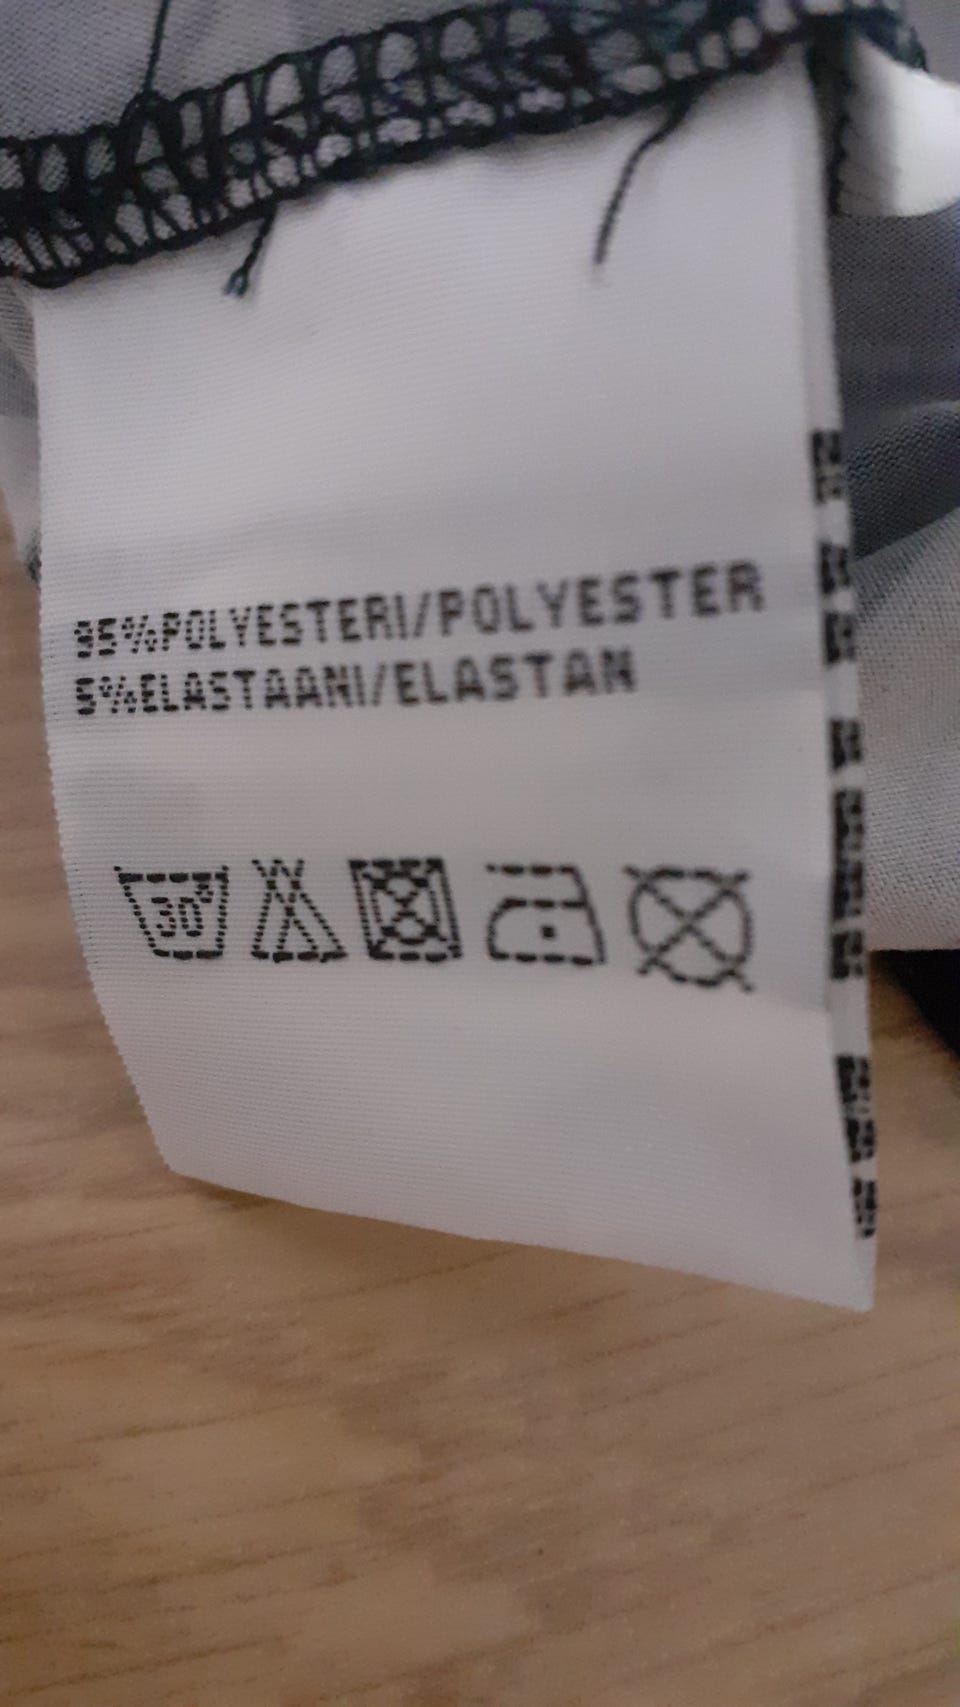 95%POLYESTERI/POLYESTER
5%ELASTAANI/ELASTAN
30°